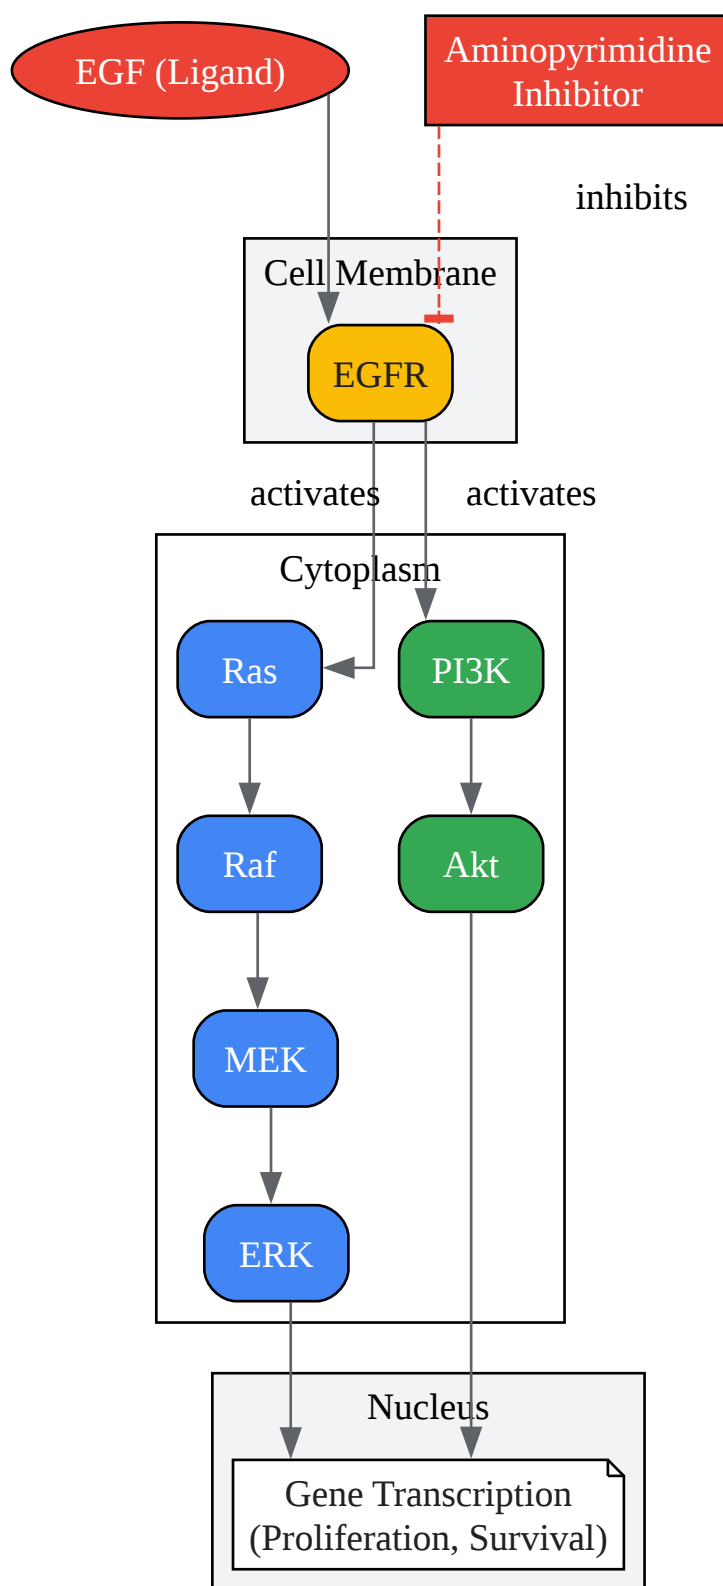 EGF (Ligand)
Aminopyrimidine
Inhibitor
inhibits
Cell Membrane
EGFR
activates
activates
Cytoplasm
Ras
PI3K
Raf
Akt
MEK
ERK
Nucleus
Gene Transcription
(Proliferation, Survival)